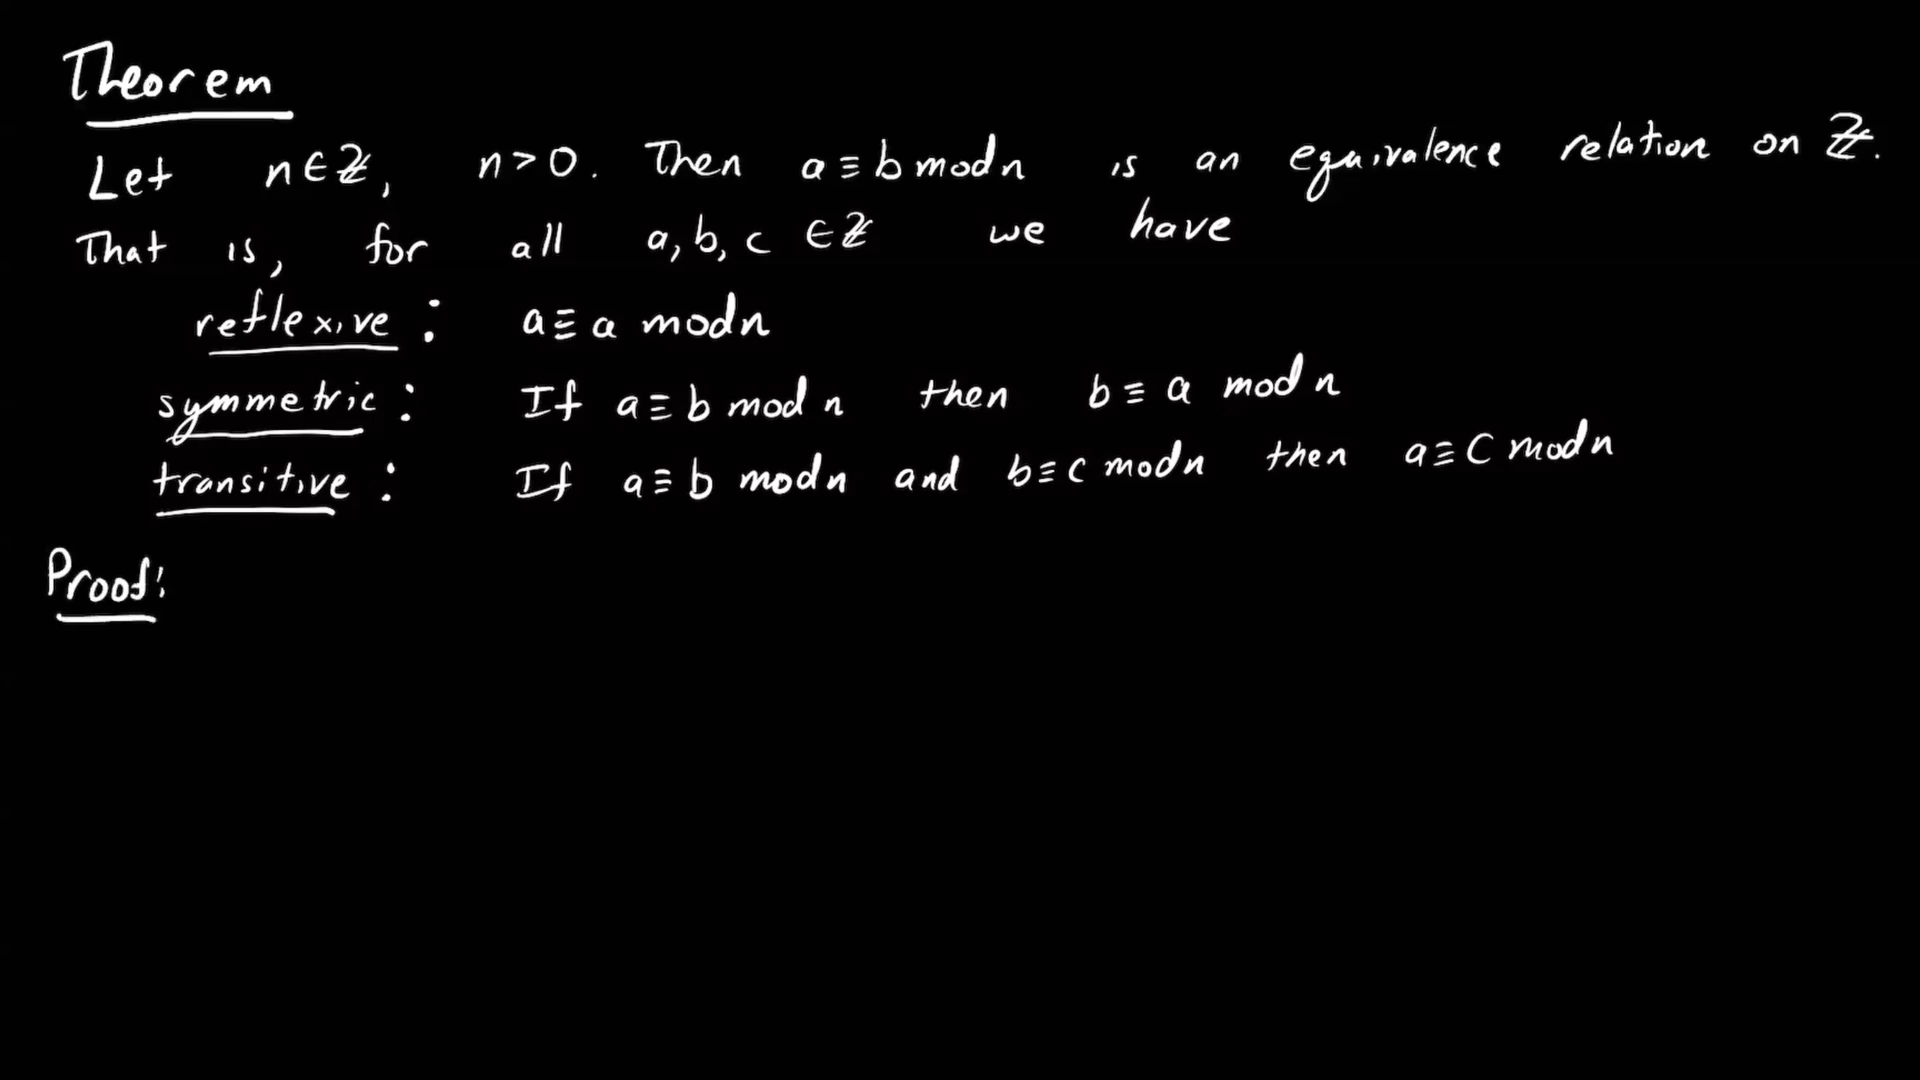 Theorem
Let n∈ℤ, n>0. Then a≡b mod n is an equivalence relation on ℤ.
That is, for all a, b, c ∈ℤ we have
reflexive: a≡a mod n
symmetric: If a≡b mod n then b≡a mod n
transitive: If a≡b mod n and b≡c mod n then a≡c mod n
Proof: